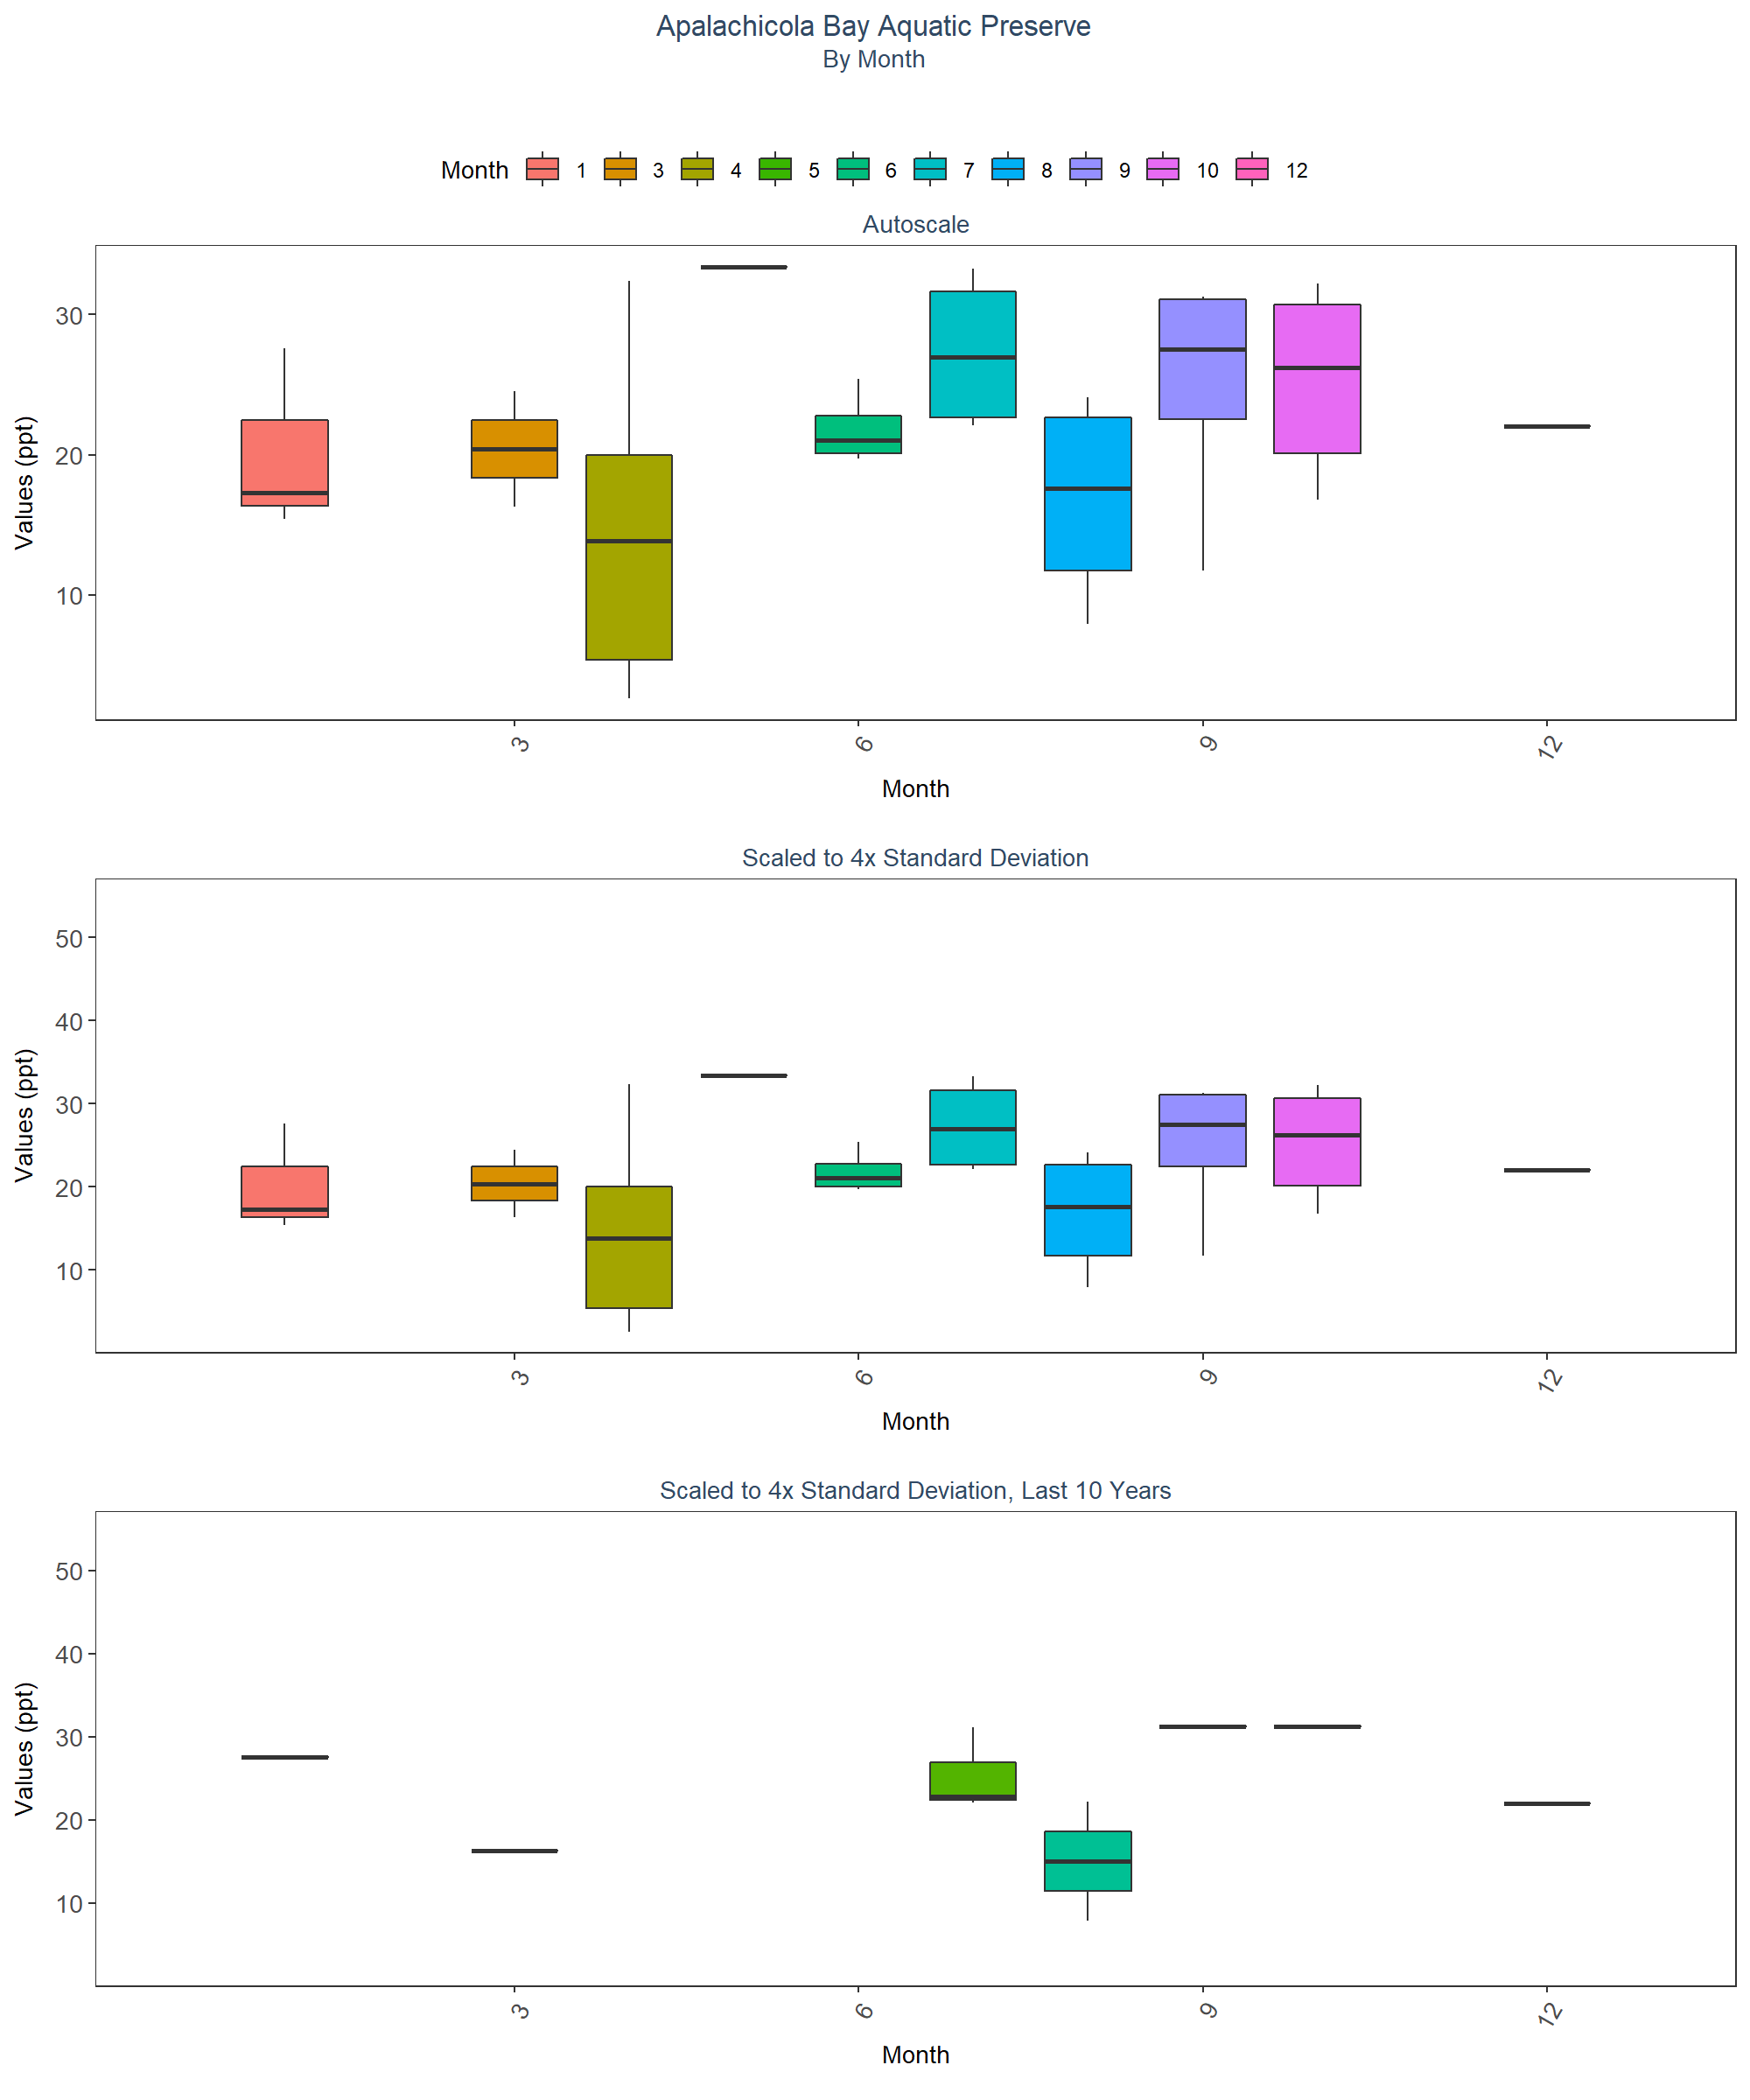 Apalachicola Bay Aquatic Preserve
By Month
Month 1 3 4 5 6 7 8 9 10 12
Autoscale
30
20
10
Values (ppt)
3 6 9 12
Month
Scaled to 4x Standard Deviation
50
40
30
20
10
Values (ppt)
3 6 9 12
Month
Scaled to 4x Standard Deviation, Last 10 Years
50
40
30
20
10
Values (ppt)
3 6 9 12
Month